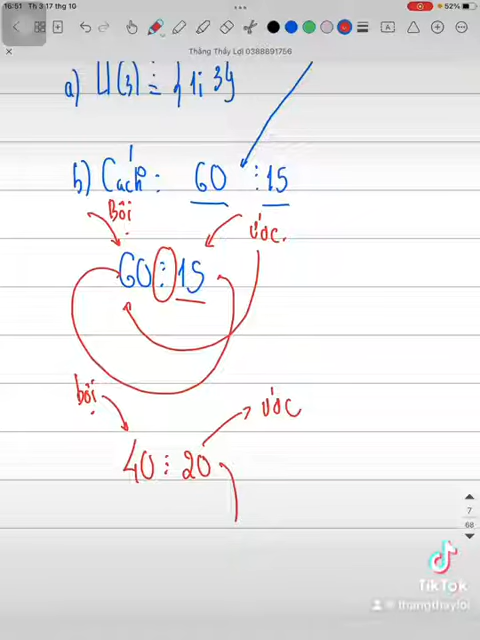 16:51 Th 3 17 thg 10
52%
Thắng Thầy Lợi 0388891756
a) Ư(3) = {1; 3}
b) Cách: 60 ⋮ 15
Bội
ước.
60 ⋮ 15
bội
ước
40 ⋮ 20
7
68
TikTok
@thangthayloi